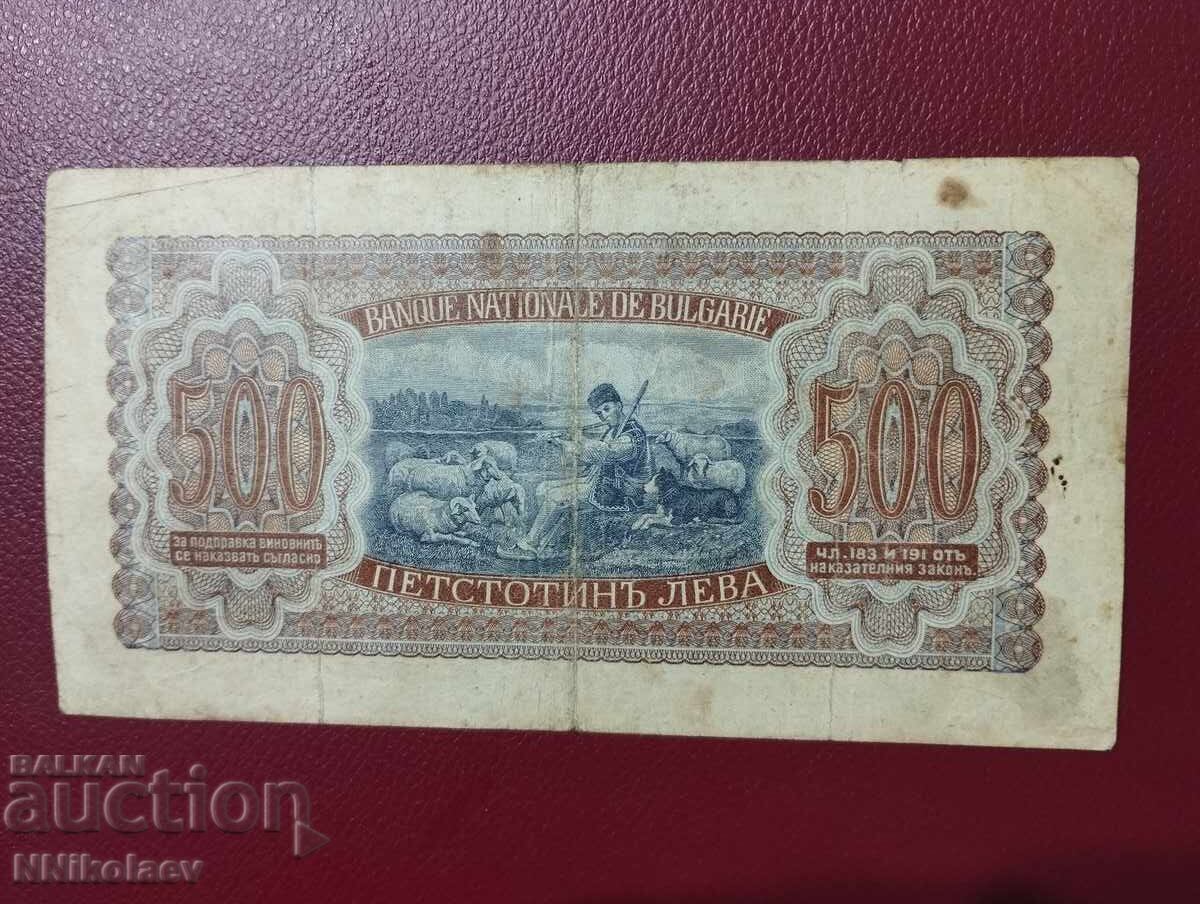 BANQUE NATIONALE DE BULGARIE
500
500
ЗА ПОДПРАВКА ВИНОВНИТѢ
СЕ НАКАЗВАТЪ СЪГЛАСНО
ЧЛ. 183 И 191 ОТЪ
НАКАЗАТЕЛНИЯ ЗАКОНЪ.
ПЕТСТОТИНЪ ЛЕВА
BALKAN
auction
NNikolaev